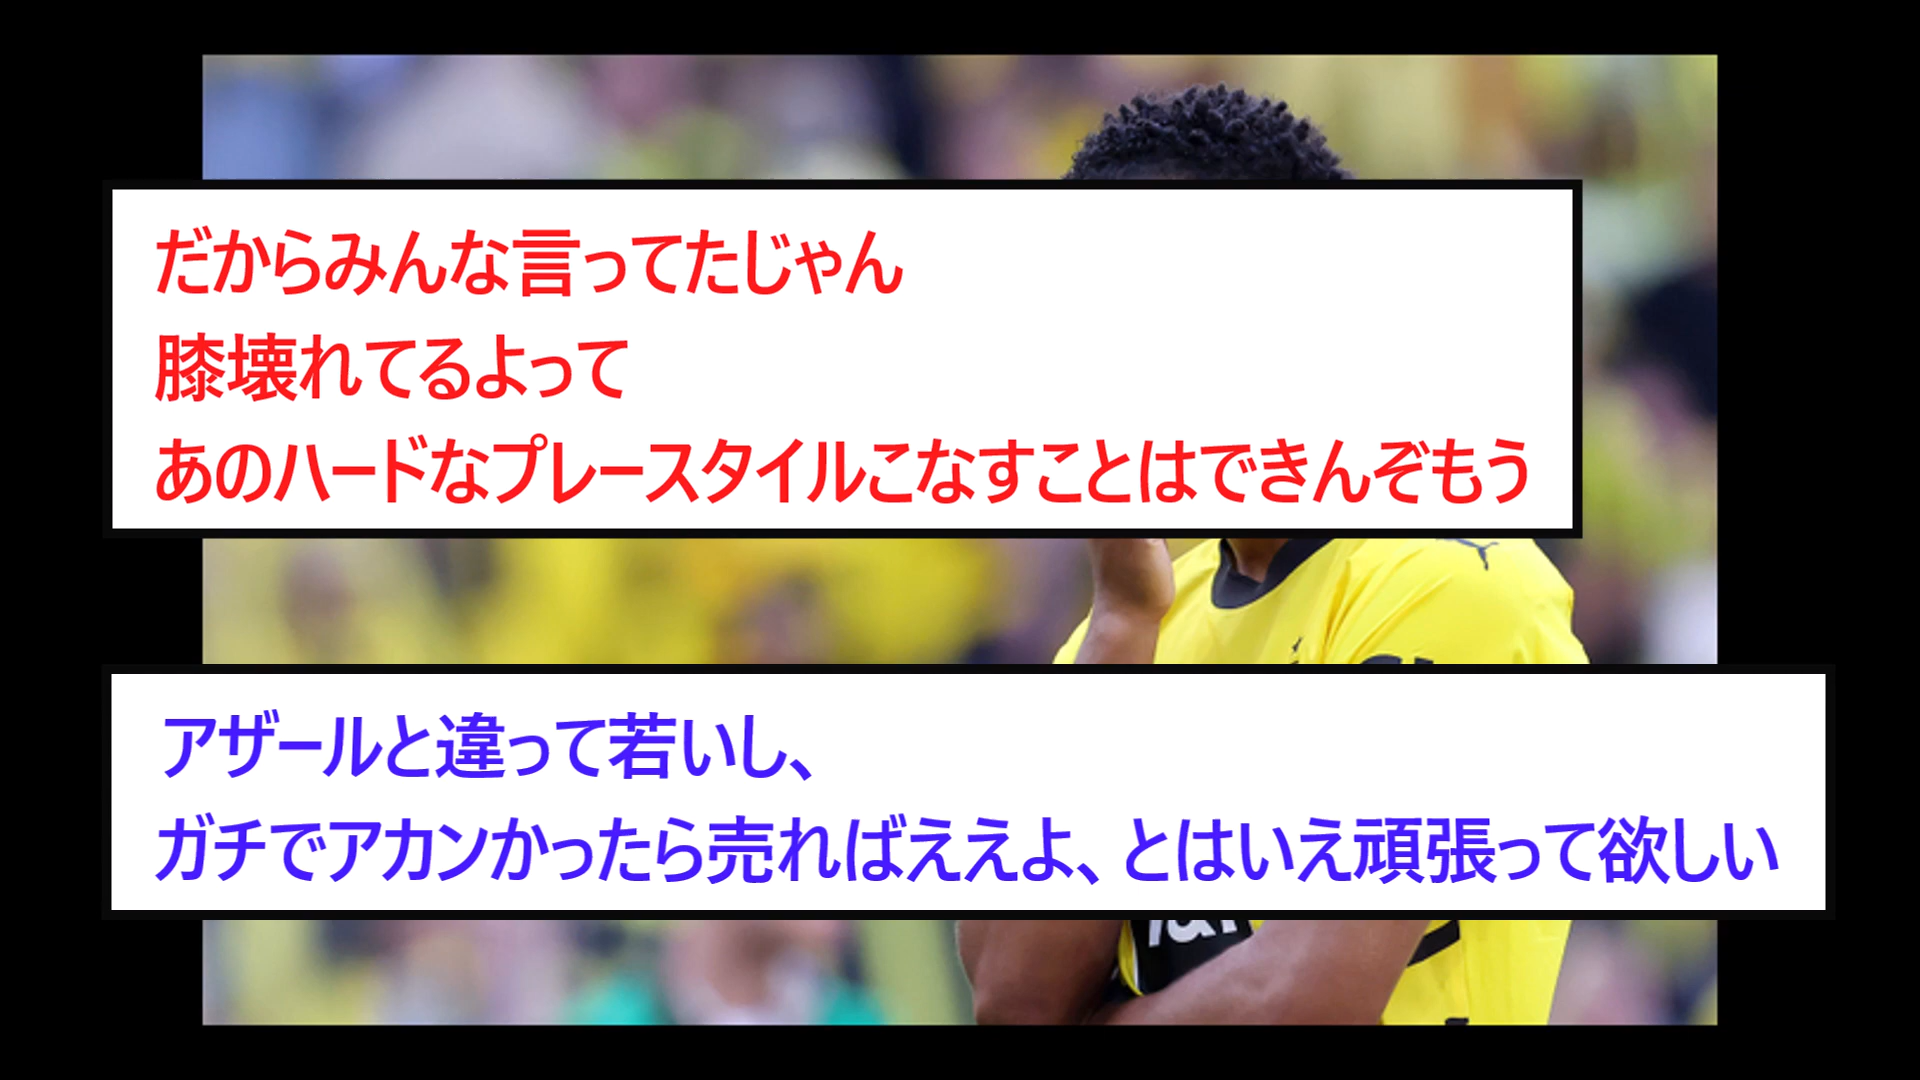 だからみんな言ってたじゃん
膝壊れてるよって
あのハードなプレースタイルこなすことはできんぞもう
アザールと違って若いし、
ガチでアカンかったら売ればええよ、とはいえ頑張って欲しい